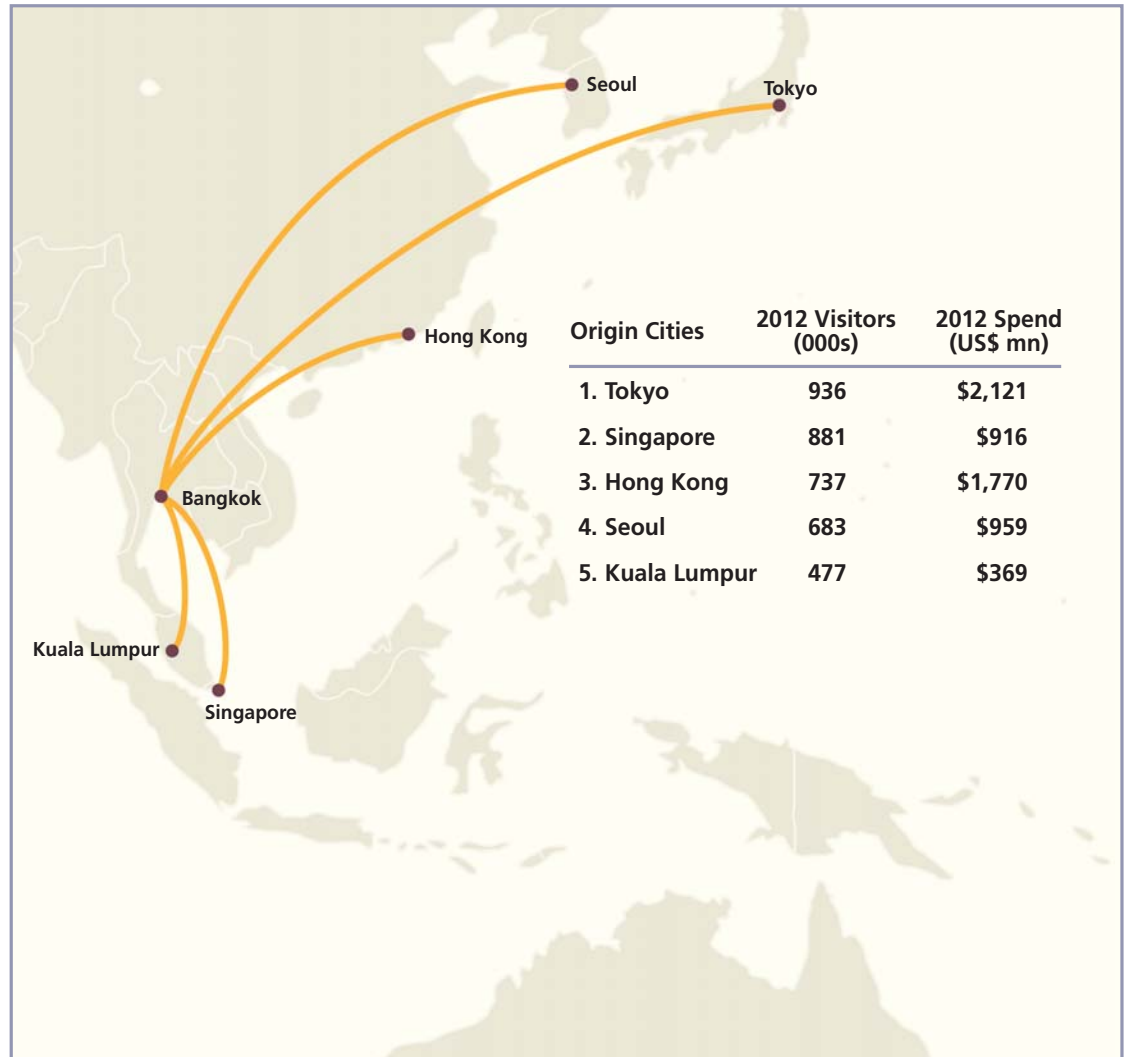 Seoul
Tokyo
Hong Kong
Bangkok
Kuala Lumpur
Singapore
Origin Cities 2012 Visitors (000s) 2012 Spend (US$ mn)
1. Tokyo 936 $2,121
2. Singapore 881 $916
3. Hong Kong 737 $1,770
4. Seoul 683 $959
5. Kuala Lumpur 477 $369